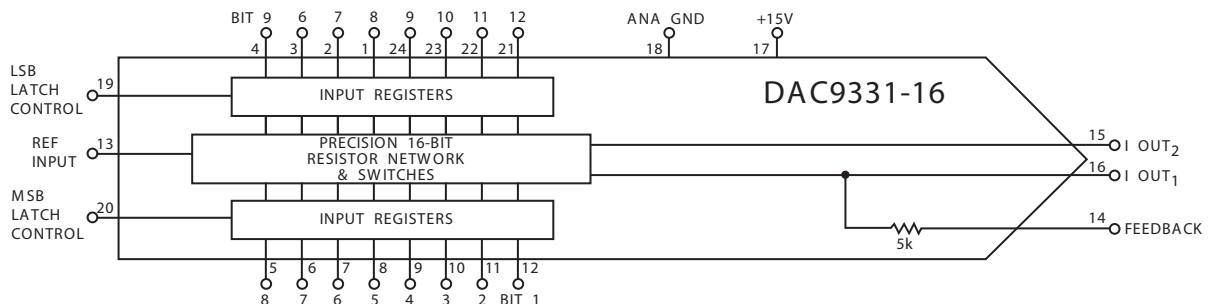 BIT 9 6 7 8 9 10 11 12
ANA GND +15V
4 3 2 1 24 23 22 21 18 17
LSB
LATCH
CONTROL
19
INPUT REGISTERS
DAC9331-16
REF
INPUT
13
PRECISION 16-BIT
RESISTOR NETWORK
& SWITCHES
15
I OUT2
16
I OUT1
MSB
LATCH
CONTROL
20
INPUT REGISTERS
14
FEEDBACK
5k
5 6 7 8 9 10 11 12
8 7 6 5 4 3 2 BIT 1